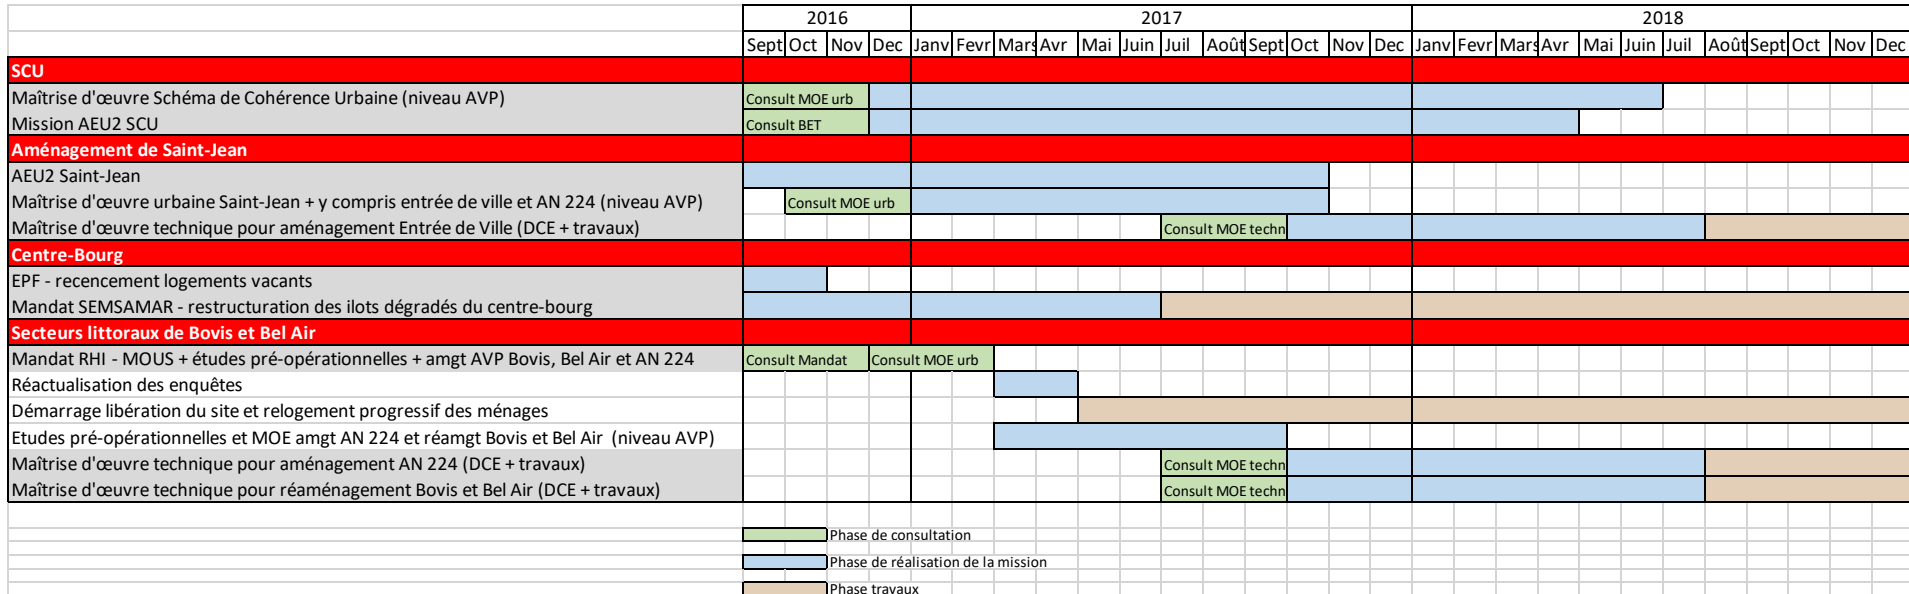 2016 2017 2018
Sept Oct Nov Dec Janv Fevr Mars Avr Mai Juin Juil Août Sept Oct Nov Dec Janv Fevr Mars Avr Mai Juin Juil Août Sept Oct Nov Dec
SCU
Maîtrise d'œuvre Schéma de Cohérence Urbaine (niveau AVP) Consult MOE urb
Mission AEU2 SCU Consult BET
Aménagement de Saint-Jean
AEU2 Saint-Jean
Maîtrise d'œuvre urbaine Saint-Jean + y compris entrée de ville et AN 224 (niveau AVP) Consult MOE urb
Maîtrise d'œuvre technique pour aménagement Entrée de Ville (DCE + travaux) Consult MOE techn
Centre-Bourg
EPF - recencement logements vacants
Mandat SEMSAMAR - restructuration des ilots dégradés du centre-bourg
Secteurs littoraux de Bovis et Bel Air
Mandat RHI - MOUS + études pré-opérationnelles + amgt AVP Bovis, Bel Air et AN 224 Consult Mandat Consult MOE urb
Réactualisation des enquêtes
Démarrage libération du site et relogement progressif des ménages
Etudes pré-opérationnelles et MOE amgt AN 224 et réamgt Bovis et Bel Air (niveau AVP)
Maîtrise d'œuvre technique pour aménagement AN 224 (DCE + travaux) Consult MOE techn
Maîtrise d'œuvre technique pour réaménagement Bovis et Bel Air (DCE + travaux) Consult MOE techn
Phase de consultation
Phase de réalisation de la mission
Phase travaux